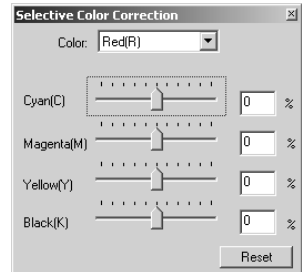 Selective Color Correction
Color: Red(R)
Cyan(C) 0 %
Magenta(M) 0 %
Yellow(Y) 0 %
Black(K) 0 %
Reset